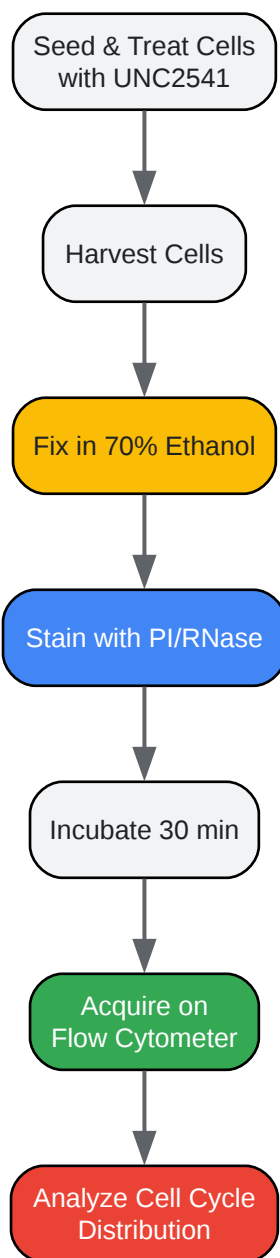 Seed & Treat Cells
with UNC2541
Harvest Cells
Fix in 70% Ethanol
Stain with PI/RNase
Incubate 30 min
Acquire on
Flow Cytometer
Analyze Cell Cycle
Distribution